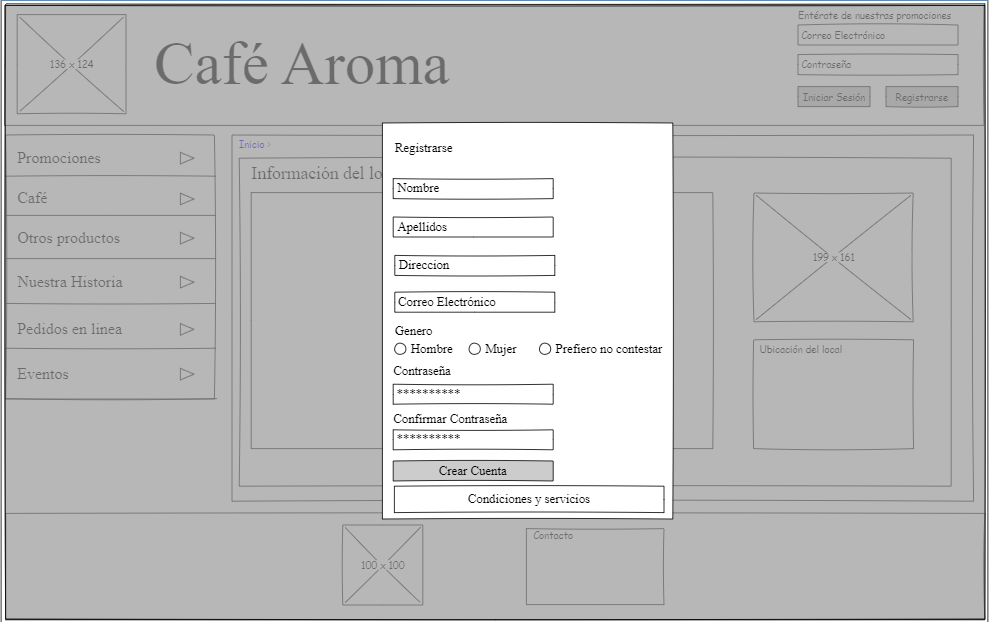 Entérate de nuestras promociones
136 x 124
Café Aroma
Correo Electrónico
Contraseña
Iniciar Sesión
Registrarse
Promociones
Café
Otros productos
Nuestra Historia
Pedidos en linea
Eventos
Inicio >
Información del lo
Registrarse
Nombre
Apellidos
Direccion
Correo Electrónico
Genero
Hombre Mujer Prefiero no contestar
Contraseña
**********
Confirmar Contraseña
**********
Crear Cuenta
Condiciones y servicios
199 x 161
Ubicación del local
100 x 100
Contacto